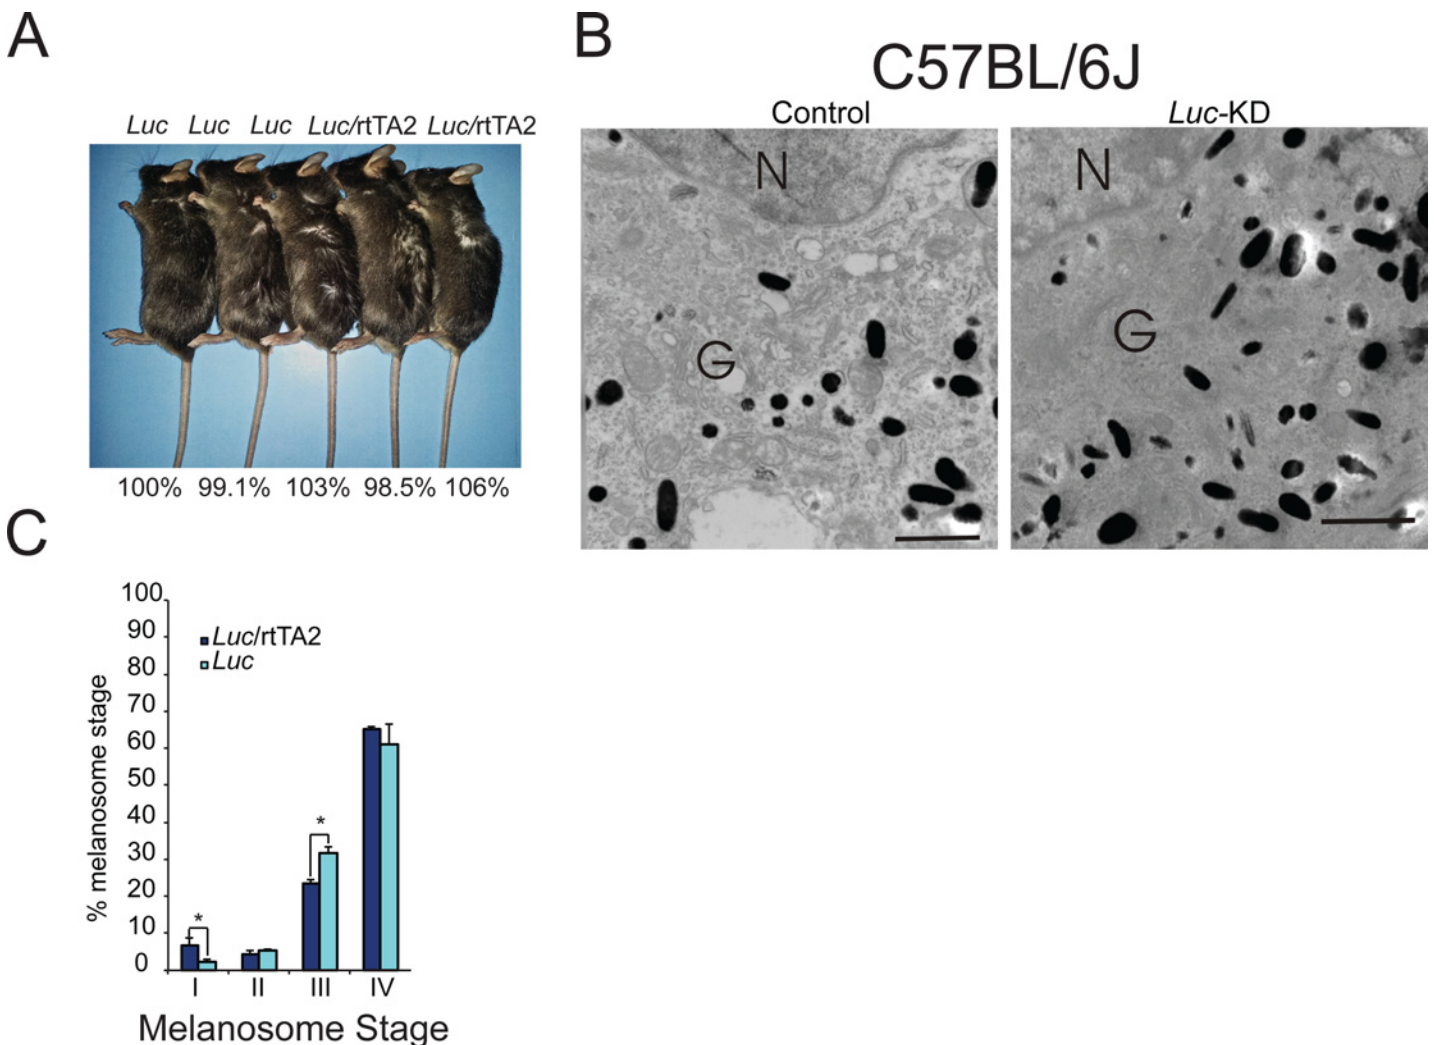 A
Luc Luc Luc Luc/rtTA2 Luc/rtTA2
100% 99.1% 103% 98.5% 106%
B
C57BL/6J
Control Luc-KD
N
G
N
G
C
100
90
80
70
60
50
40
30
20
10
0
% melanosome stage
Luc/rtTA2
Luc
*
*
I II III IV
Melanosome Stage